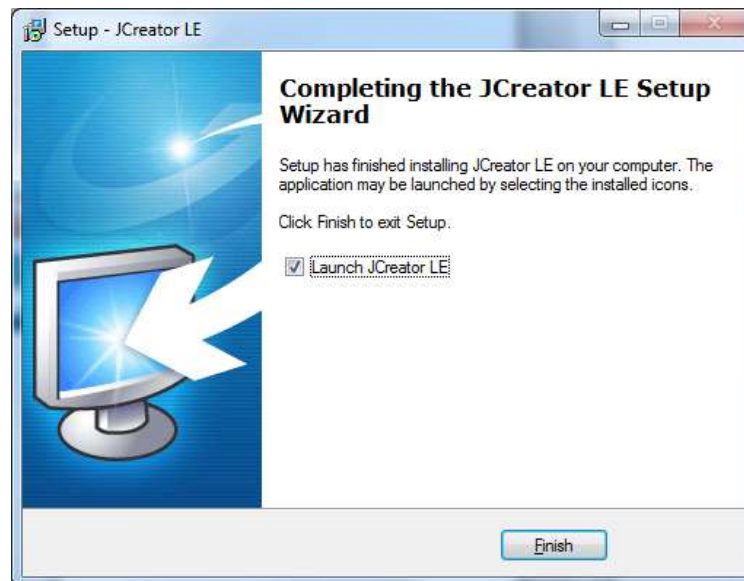 Setup - JCreator LE
Completing the JCreator LE Setup
Wizard
Setup has finished installing JCreator LE on your computer. The
application may be launched by selecting the installed icons.
Click Finish to exit Setup.
Launch JCreator LE
Finish